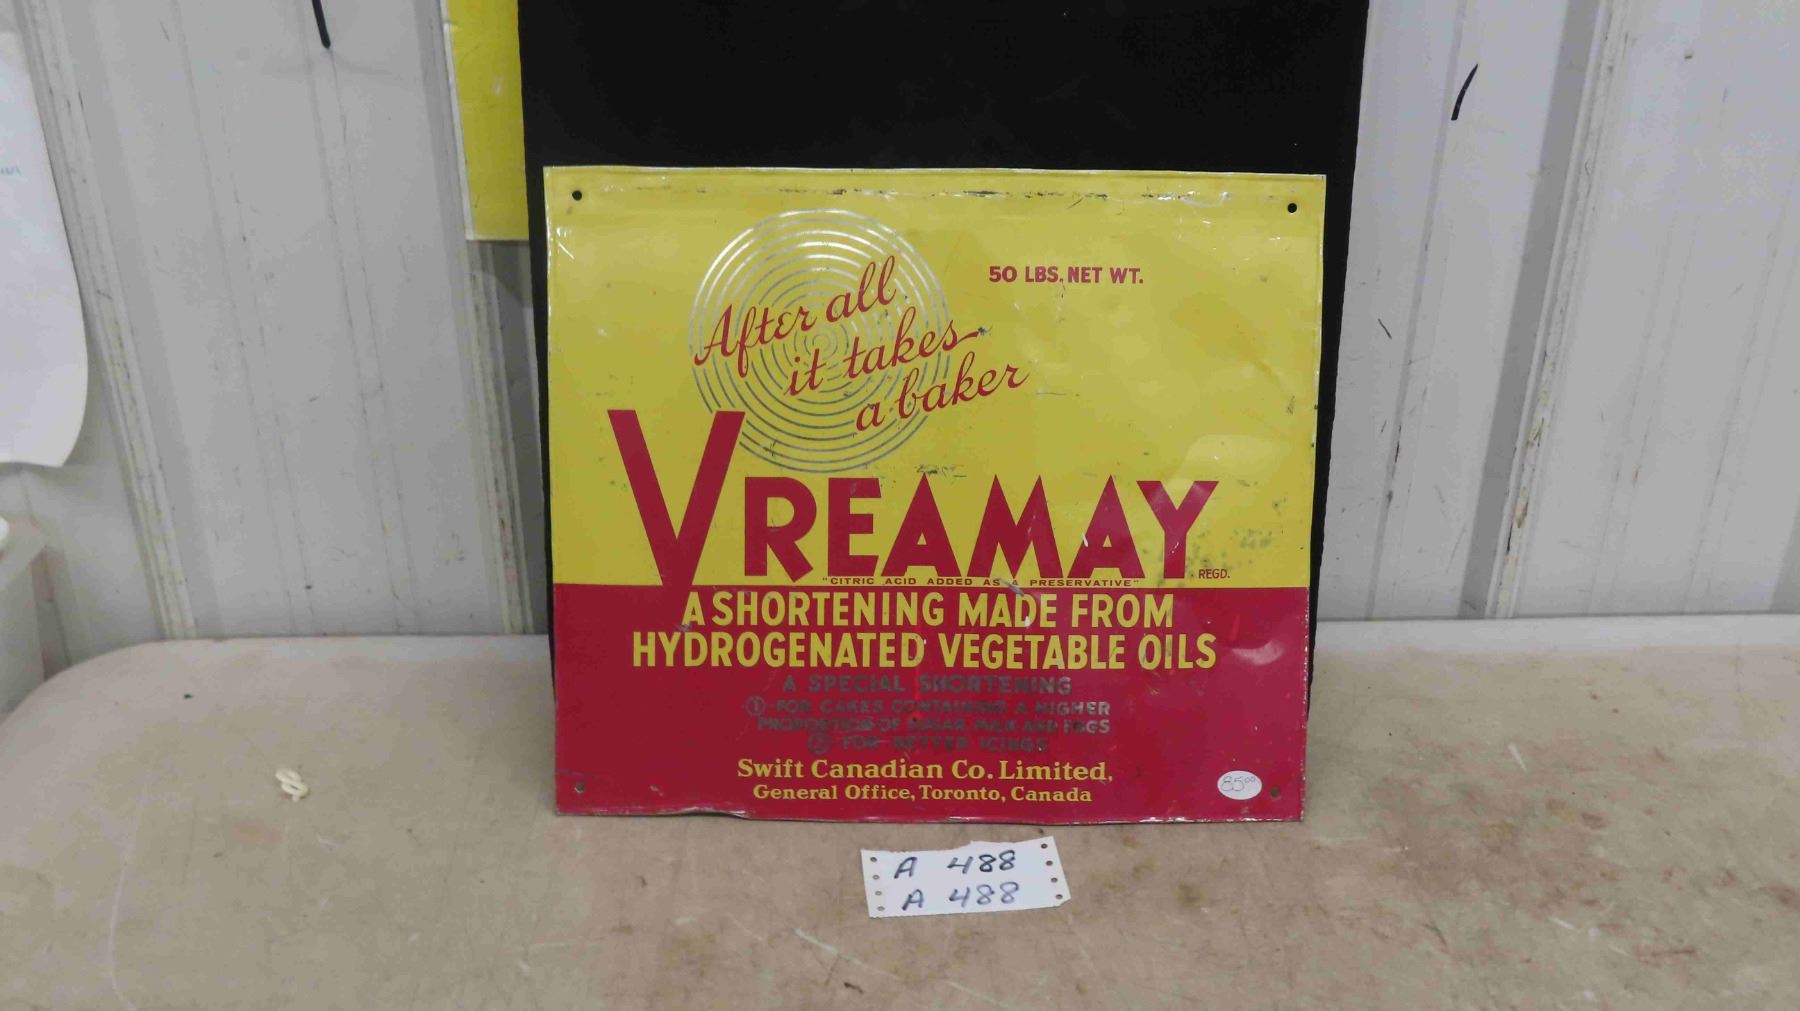 After all
it takes
a baker
50 LBS. NET WT.
VREAMAY
REGD.
"CITRIC ACID ADDED AS A PRESERVATIVE"
A SHORTENING MADE FROM
HYDROGENATED VEGETABLE OILS
A SPECIAL SHORTENING
① FOR CAKES CONTAINING A HIGHER
PROPORTION OF SUGAR, MILK AND EGGS
② FOR BETTER ICINGS
Swift Canadian Co. Limited,
General Office, Toronto, Canada
85.00
A 488
A 488